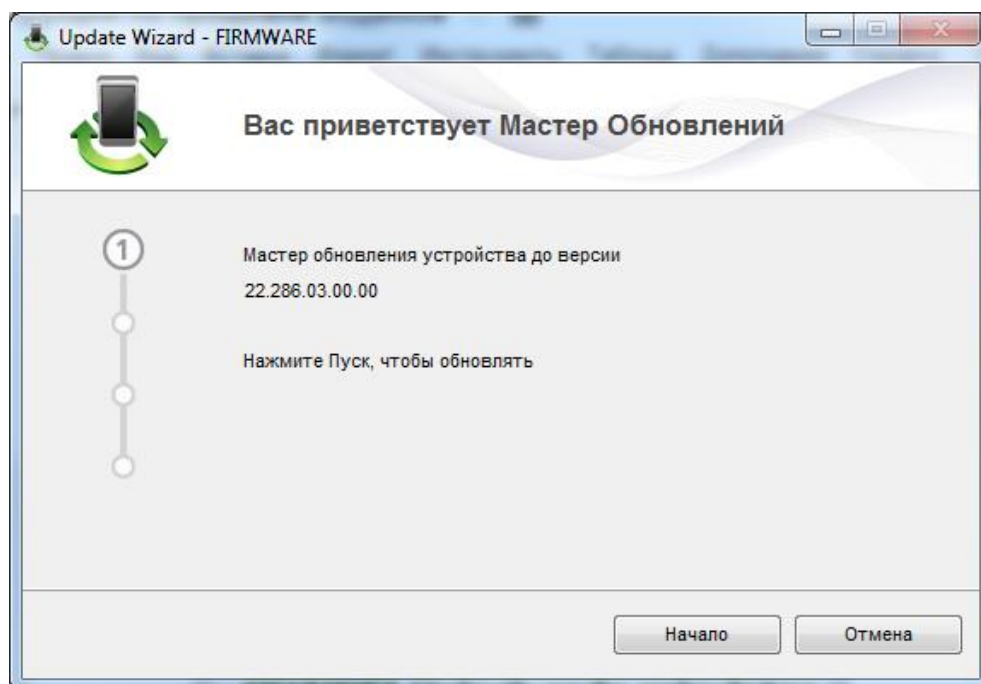 Update Wizard - FIRMWARE
Вас приветствует Мастер Обновлений
1
Мастер обновления устройства до версии
22.286.03.00.00
Нажмите Пуск, чтобы обновлять
Начало
Отмена